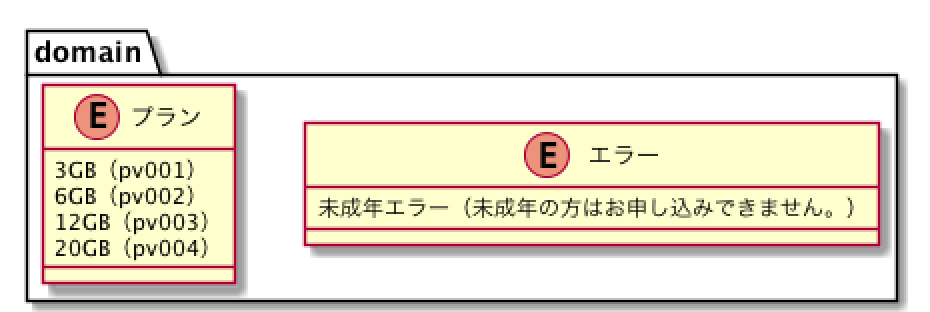 domain
E プラン
3GB（pv001）
6GB（pv002）
12GB（pv003）
20GB（pv004）
E エラー
未成年エラー（未成年の方はお申し込みできません。）